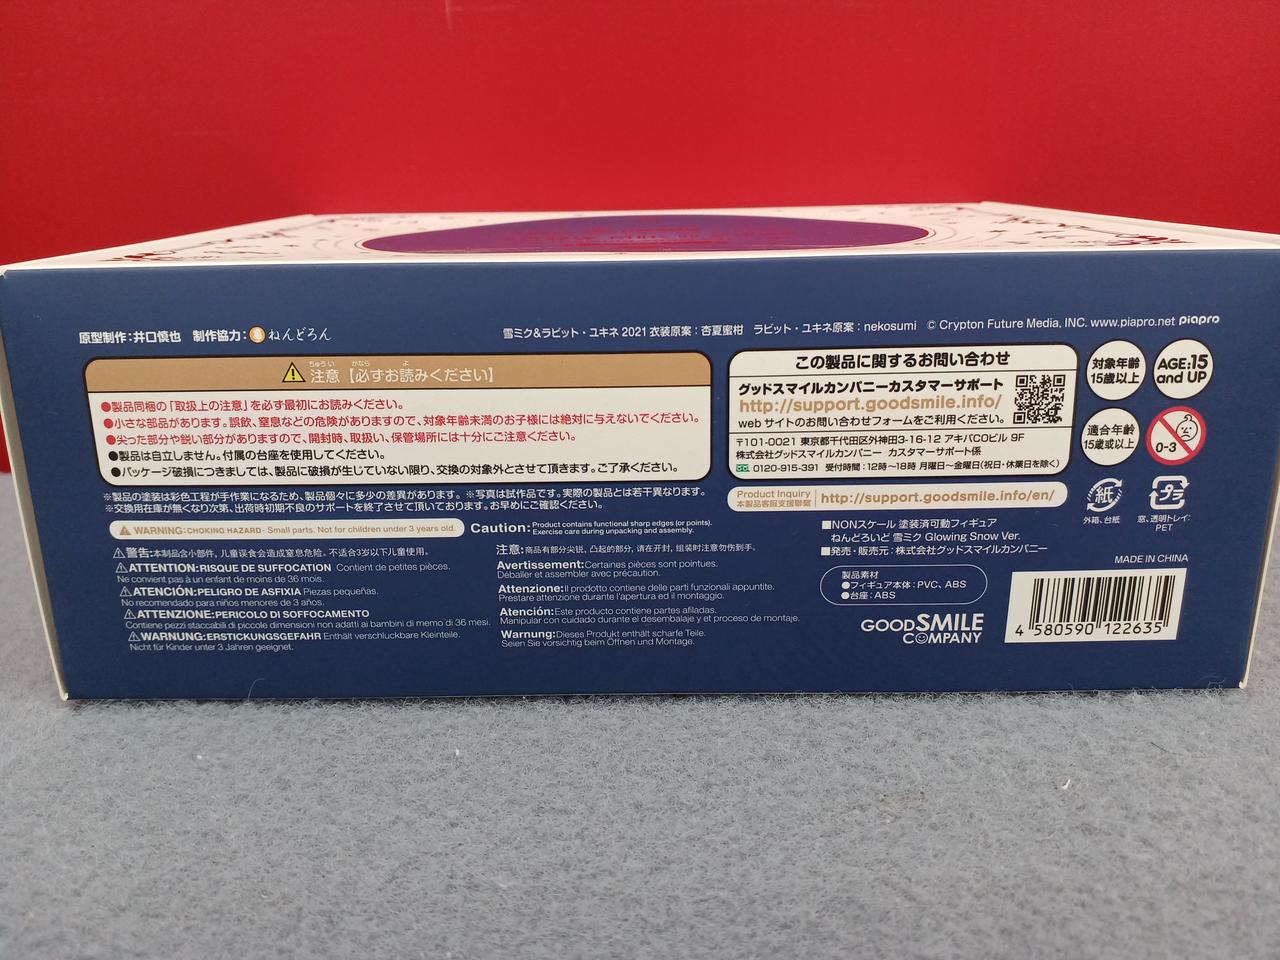 原型制作:井口慎也 制作協力: ねんどろん
雪ミク&ラビット・ユキネ 2021 衣装原案:杏夏蜜柑 ラビット・ユキネ原案:nekosumi © Crypton Future Media, INC. www.piapro.net piapro
ちゅうい かなら よ
注意【必ずお読みください】
●製品同梱の「取扱上の注意」を必ず最初にお読みください。
●小さな部品があります。誤飲、窒息などの危険がありますので、対象年齢未満のお子様には絶対に与えないでください。
●尖った部分や鋭い部分がありますので、開封時、取扱い、保管場所には十分にご注意ください。
●製品は自立しません。付属の台座を使用してください。
●パッケージ破損につきましては、製品に破損が生じていない限り、交換の対象外とさせて頂きます。ご了承ください。
※製品の塗装は彩色工程が手作業になるため、製品個々に多少の差異があります。※写真は試作品です。実際の製品とは若干異なります。
※交換用在庫が無くなり次第、出荷時初期不良のサポートを終了させて頂いております。お早めにご確認ください。
WARNING:CHOKING HAZARD- Small parts. Not for children under 3 years old.
Caution:Product contains functional sharp edges (or points).
Exercise care during unpacking and assembly.
警告:本制品含小部件，儿童误食会造成窒息危险。不适合3岁以下儿童使用。
ATTENTION:RISQUE DE SUFFOCATION Contient de petites pièces.
Ne convient pas à un enfant de moins de 36 mois.
ATENCIÓN:PELIGRO DE ASFIXIA Piezas pequeñas.
No recomendado para niños menores de 3 años.
ATTENZIONE:PERICOLO DI SOFFOCAMENTO
Contiene pezzi staccabili di piccole dimensioni non adatti ai bambini di memo di 36 mesi.
WARNUNG:ERSTICKUNGSGEFAHR Enthält verschluckbare Kleinteile.
Nicht für Kinder unter 3 Jahren geeignet.
注意:商品有部分尖锐，凸起的部分，请在开封，组装时注意勿伤到手。
Avertissement:Certaines pièces sont pointues.
Déballer et assembler avec précaution.
Attenzione:Il prodotto contiene delle parti funzionali appuntite.
Prestare attenzione durante l'apertura ed il montaggio.
Atención:Este producto contiene partes afiladas.
Manipular con cuidado durante el desembalaje y el proceso de montaje.
Warnung:Dieses Produkt enthält scharfe Teile.
Seien Sie vorsichtig beim Öffnen und Montage.
この製品に関するお問い合わせ
グッドスマイルカンパニーカスタマーサポート
http://support.goodsmile.info/
web サイトのお問い合わせフォームをご利用ください。
〒101-0021 東京都千代田区外神田3-16-12 アキバCOビル 9F
株式会社グッドスマイルカンパニー カスタマーサポート係
0120-915-391 受付時間:12時~18時 月曜日~金曜日(祝日・休業日を除く)
Product Inquiry
本製品客服支援聯繫
http://support.goodsmile.info/en/
対象年齢
15歳以上
AGE:15
and UP
適合年齡
15歲或以上
0-3
紙
外箱、台紙
プラ
窓、透明トレイ:
PET
■NONスケール 塗装済可動フィギュア
ねんどろいど 雪ミク Glowing Snow Ver.
■発売・販売元:株式会社グッドスマイルカンパニー
製品素材
●フィギュア本体:PVC、ABS
●台座:ABS
GOOD SMILE
COMPANY
MADE IN CHINA
4 580590 122635